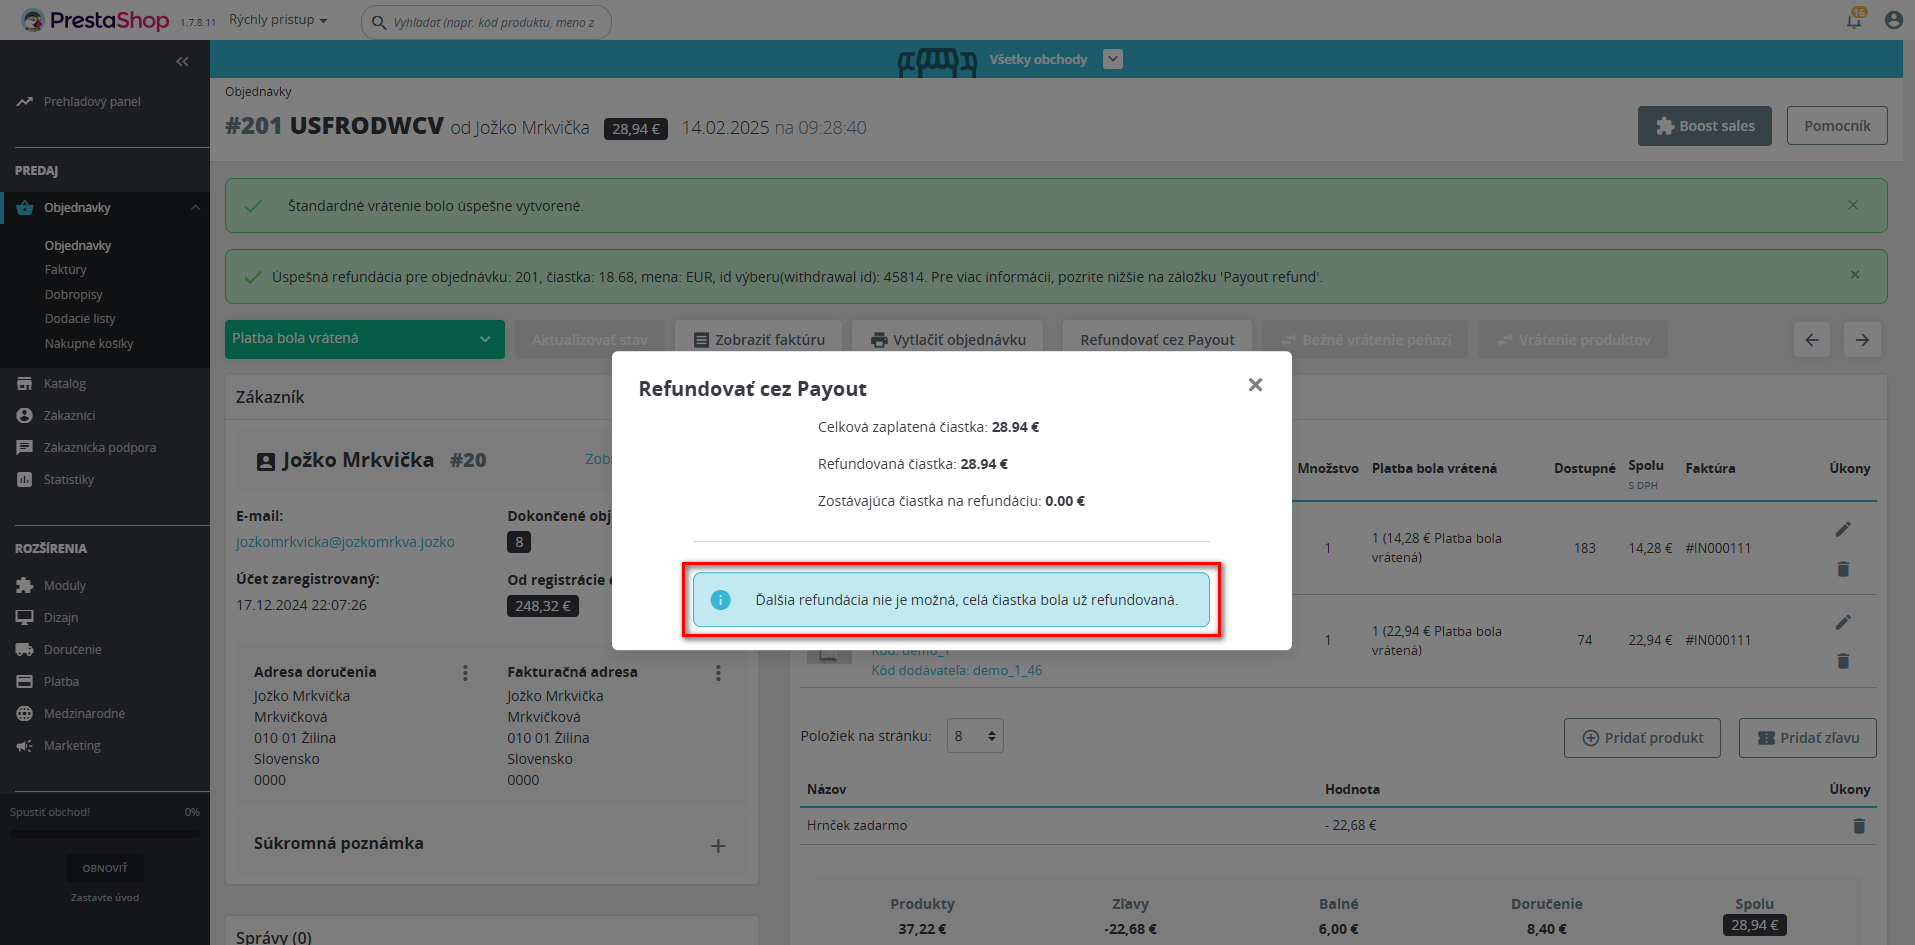 PrestaShop 1.7.8.11 Rýchly prístup Vyhľadať (napr. kód produktu, meno z 16
Všetky obchody
Prehľadový panel
PREDAJ
Objednávky
Objednávky
Faktúry
Dobropisy
Dodacie listy
Nákupné košíky
Katalóg
Zákazníci
Zákaznícka podpora
Štatistiky
ROZŠÍRENIA
Moduly
Dizajn
Doručenie
Platba
Medzinárodné
Marketing
Spustiť obchod! 0%
OBNOVIŤ
Zastavte úvod
Objednávky
#201 USFRODWCV od Jožko Mrkvička 28,94 € 14.02.2025 na 09:28:40
Boost sales Pomocník
Štandardné vrátenie bolo úspešne vytvorené.
Úspešná refundácia pre objednávku: 201, čiastka: 18.68, mena: EUR, id výberu(withdrawal id): 45814. Pre viac informácii, pozrite nižšie na záložku 'Payout refund'.
Platba bola vrátená Aktualizovať stav Zobraziť faktúru Vytlačiť objednávku Refundovať cez Payout Bežné vrátenie peňazí Vrátenie produktov
Refundovať cez Payout
Celková zaplatená čiastka: 28.94 €
Refundovaná čiastka: 28.94 €
Zostávajúca čiastka na refundáciu: 0.00 €
Ďalšia refundácia nie je možná, celá čiastka bola už refundovaná.
Zákazník
Jožko Mrkvička #20 Zob
E-mail:
jozkomrkvicka@jozkomrkva.jozko
Dokončené obj
8
Účet zaregistrovaný:
17.12.2024 22:07:26
Od registrácie
248,32 €
Adresa doručenia
Jožko Mrkvička
Mrkvičková
010 01 Žilina
Slovensko
0000
Fakturačná adresa
Jožko Mrkvička
Mrkvičková
010 01 Žilina
Slovensko
0000
Súkromná poznámka
Správy (0)
Množstvo Platba bola vrátená Dostupné Spolu Faktúra Úkony
S DPH
1 1 (14,28 € Platba bola 183 14,28 € #IN000111
vrátená)
1 1 (22,94 € Platba bola 74 22,94 € #IN000111
vrátená)
Kód: demo_1
Kód dodávateľa: demo_1_46
Položiek na stránku: 8 Pridať produkt Pridať zľavu
Názov Hodnota Úkony
Hrnček zadarmo - 22,68 €
Produkty Zľavy Balné Doručenie Spolu
37,22 € -22,68 € 6,00 € 8,40 € 28,94 €